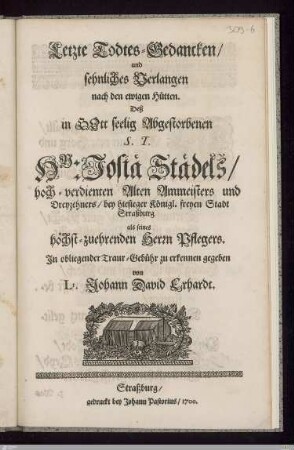 Letzte Todtes-Gedancken/
und
sehnliches Verlangen
nach den ewigen Hütten.
Deß
in GOtt seelig Abgestorbenen
S. T.
Josiä Städels/
hoch-verdienten Alten Ammeisters und
Dreyzehners/ bey hiesiger Königl. freyen Stadt
Straßburg
als seines
höchst-zuehrenden Herrn Pflegers.
In obliegender Traur-Gebühr zu erkennen gegeben
von
Johann David Erhardt.
Straßburg/
gedruckt bey Johann Pastorius/ 1700.